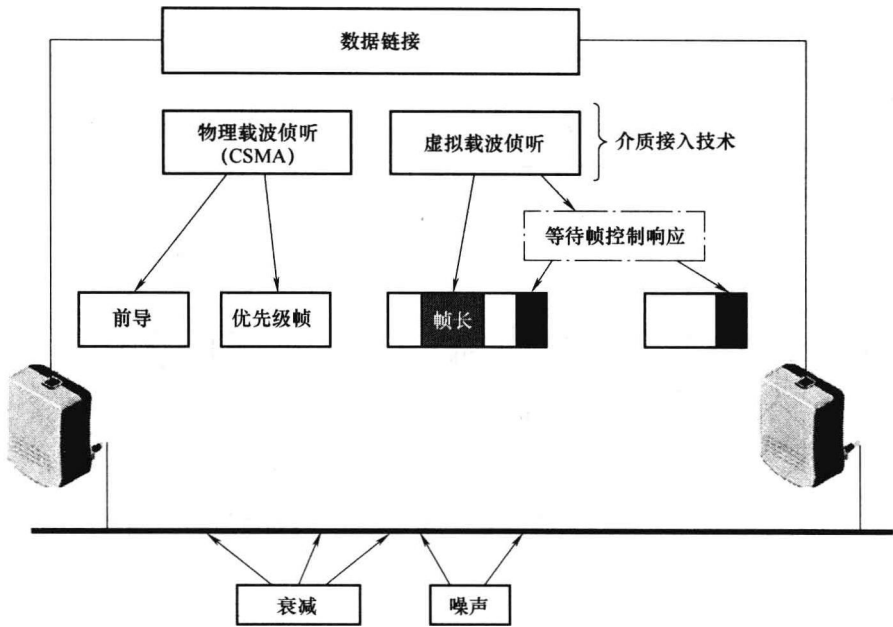 数据链接
物理载波侦听
(CSMA)
虚拟载波侦听
介质接入技术
等待帧控制响应
前导
优先级帧
帧长
衰减
噪声